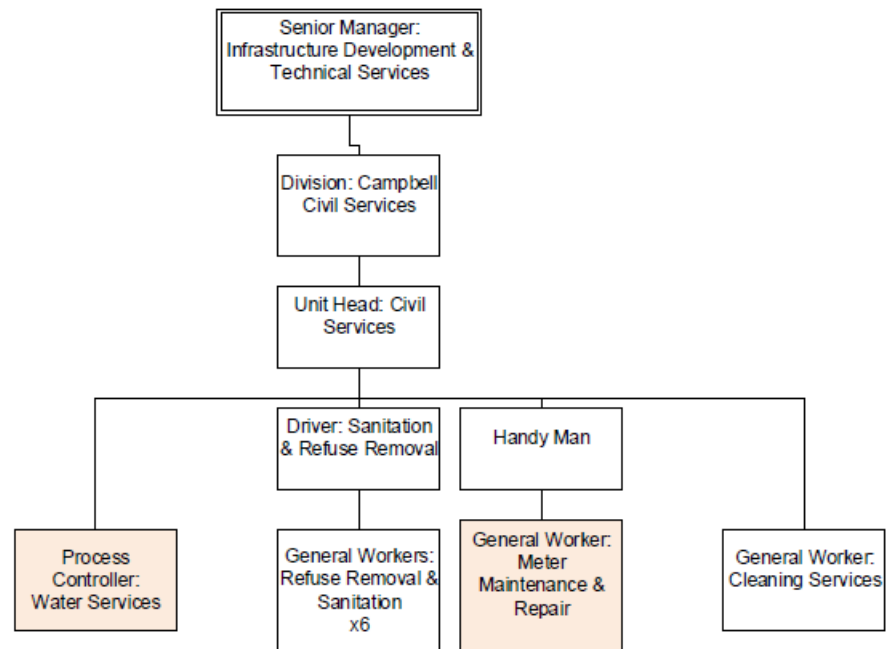 Senior Manager:
Infrastructure Development &
Technical Services
Division: Campbell
Civil Services
Unit Head: Civil
Services
Driver: Sanitation
& Refuse Removal
Handy Man
Process
Controller:
Water Services
General Workers:
Refuse Removal &
Sanitation
x6
General Worker:
Meter
Maintenance &
Repair
General Worker:
Cleaning Services